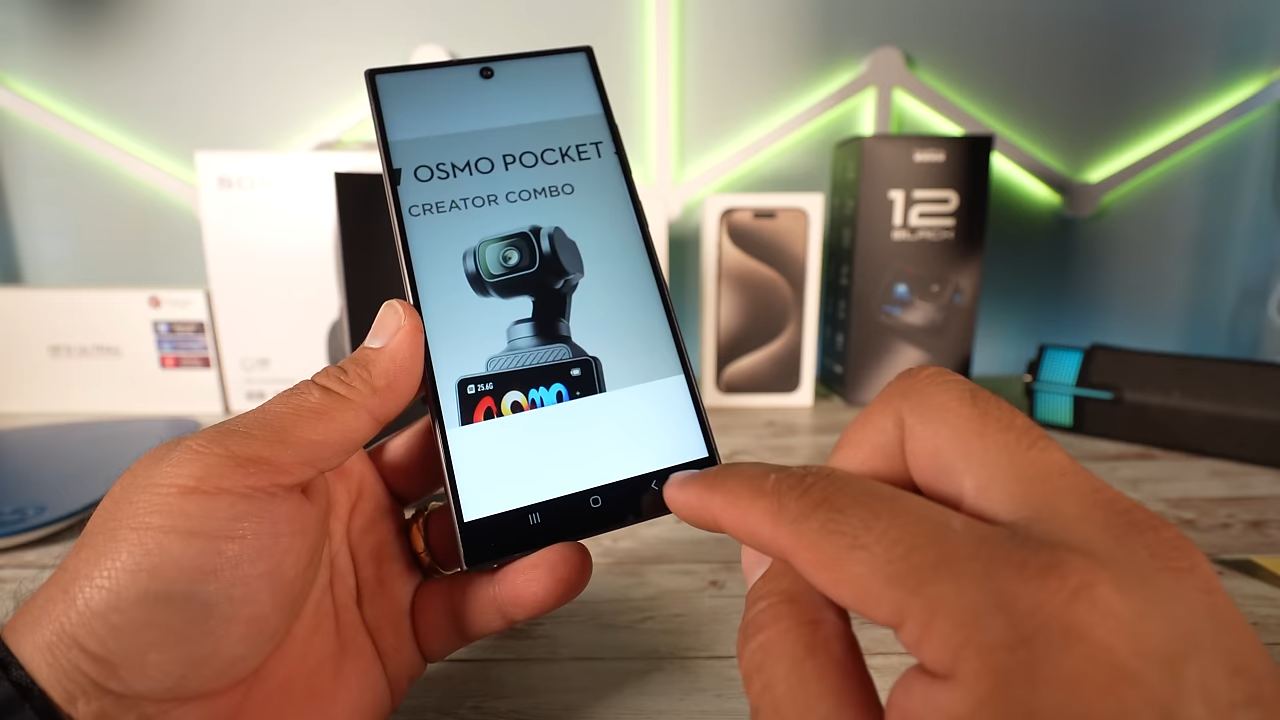 OSMO POCKET
CREATOR COMBO
25.6G
OSMO
12
BLACK